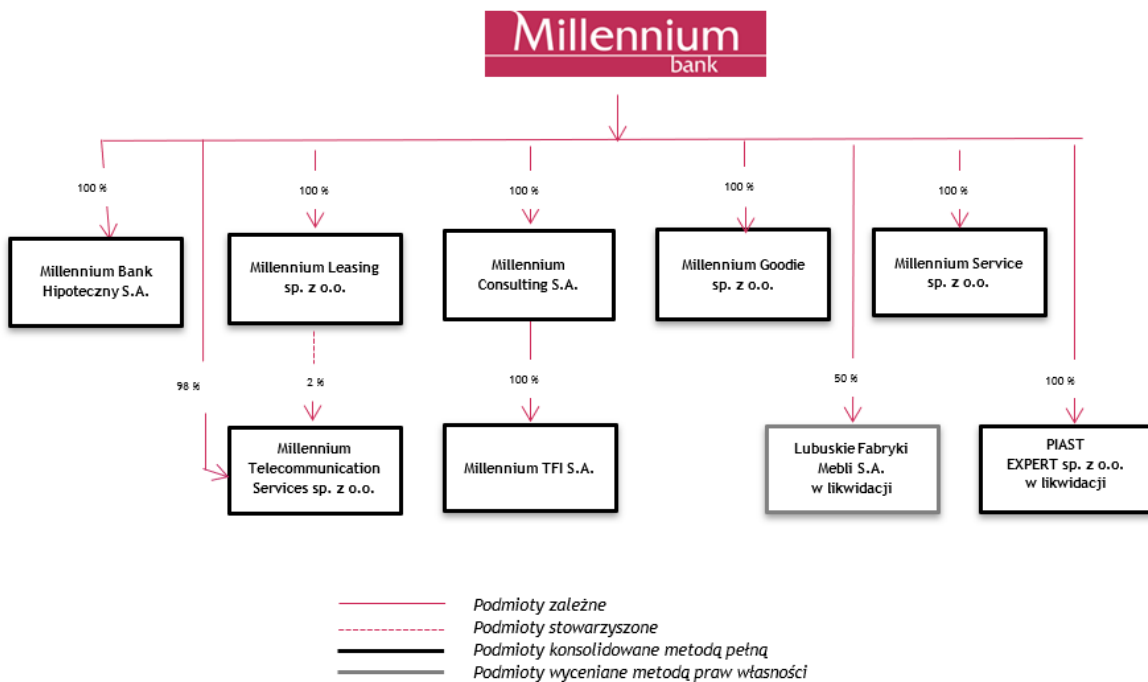 Millennium
bank
100 %
100 %
100 %
100 %
100 %
Millennium Bank
Hipoteczny S.A.
Millennium Leasing
sp. z o.o.
Millennium
Consulting S.A.
Millennium Goodie
sp. z o.o.
Millennium Service
sp. z o.o.
98 %
2 %
100 %
50 %
100 %
Millennium
Telecommunication
Services sp. z o.o.
Millennium TFI S.A.
Lubuskie Fabryki
Mebli S.A.
w likwidacji
PIAST
EXPERT sp. z o.o.
w likwidacji
Podmioty zależne
Podmioty stowarzyszone
Podmioty konsolidowane metodą pełną
Podmioty wyceniane metodą praw własności